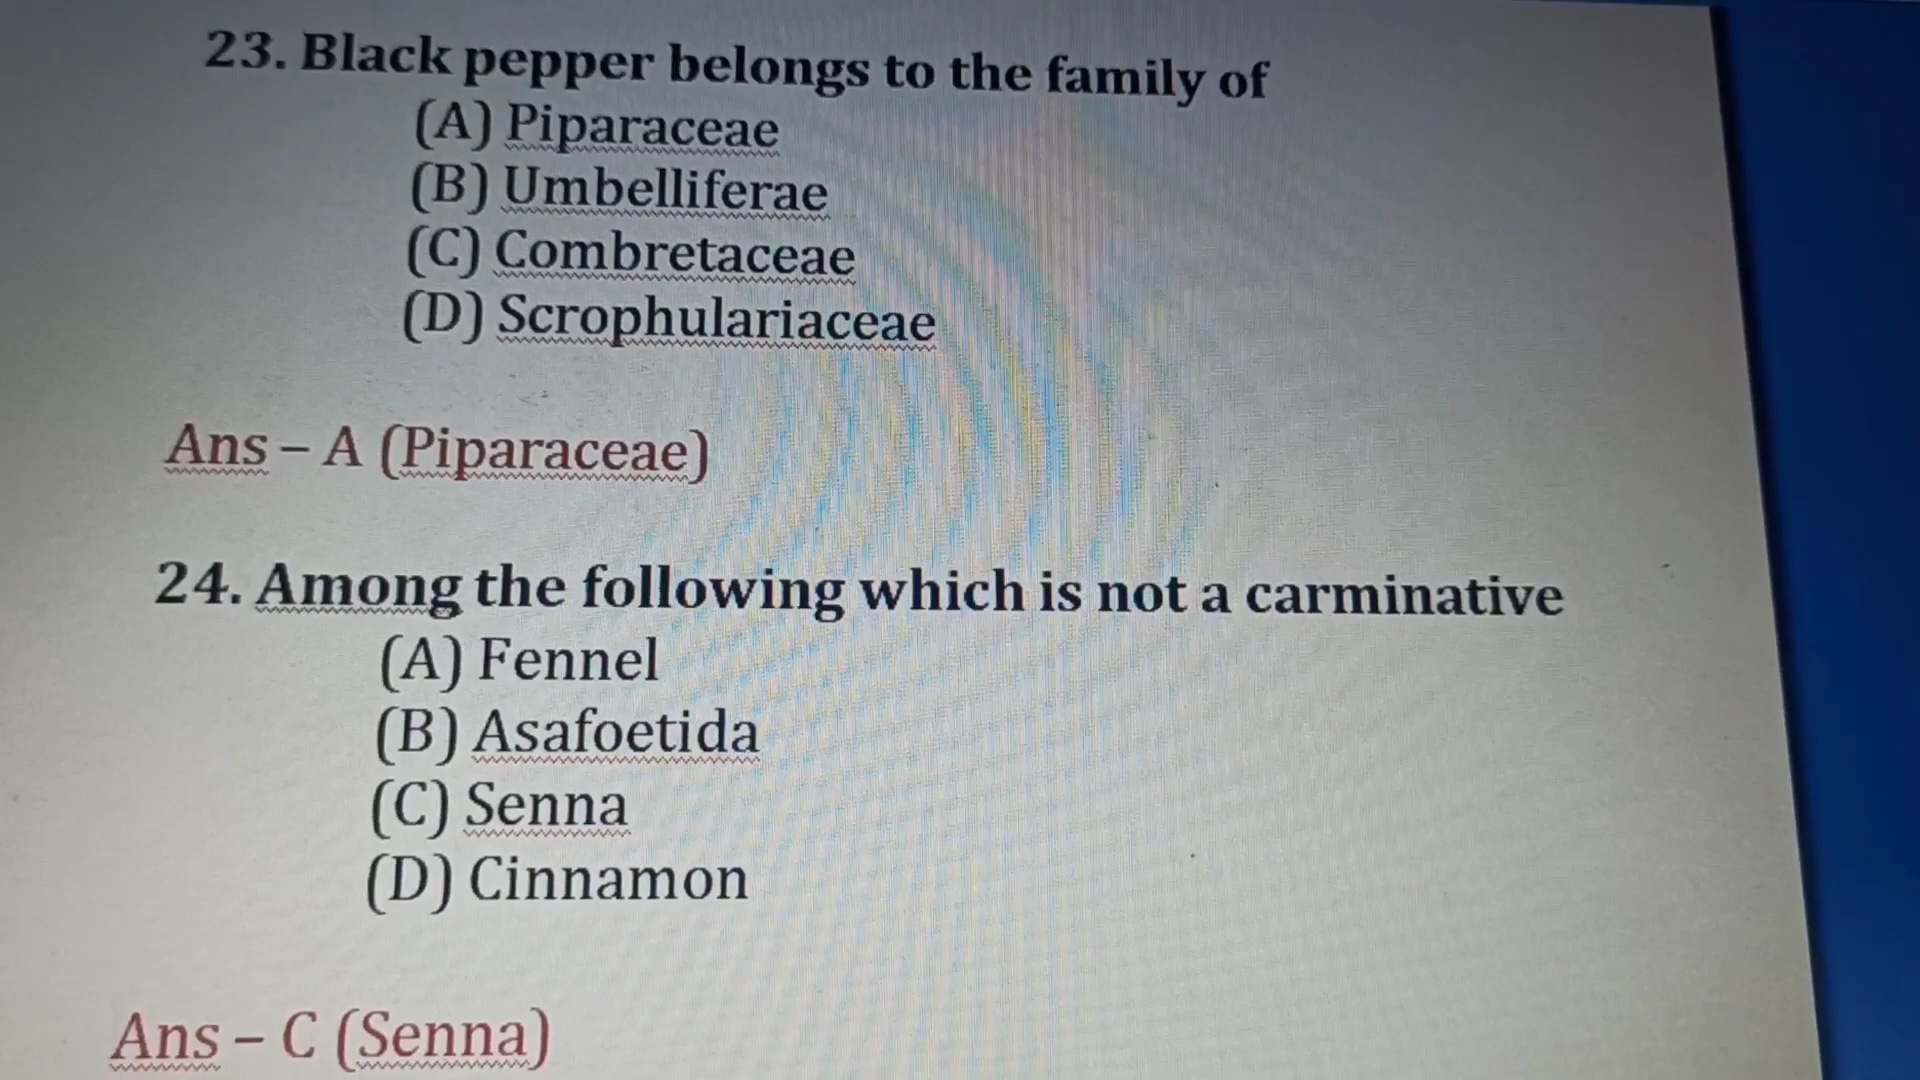 23. Black pepper belongs to the family of
(A) Piparaceae
(B) Umbelliferae
(C) Combretaceae
(D) Scrophulariaceae
Ans – A (Piparaceae)
24. Among the following which is not a carminative
(A) Fennel
(B) Asafoetida
(C) Senna
(D) Cinnamon
Ans – C (Senna)